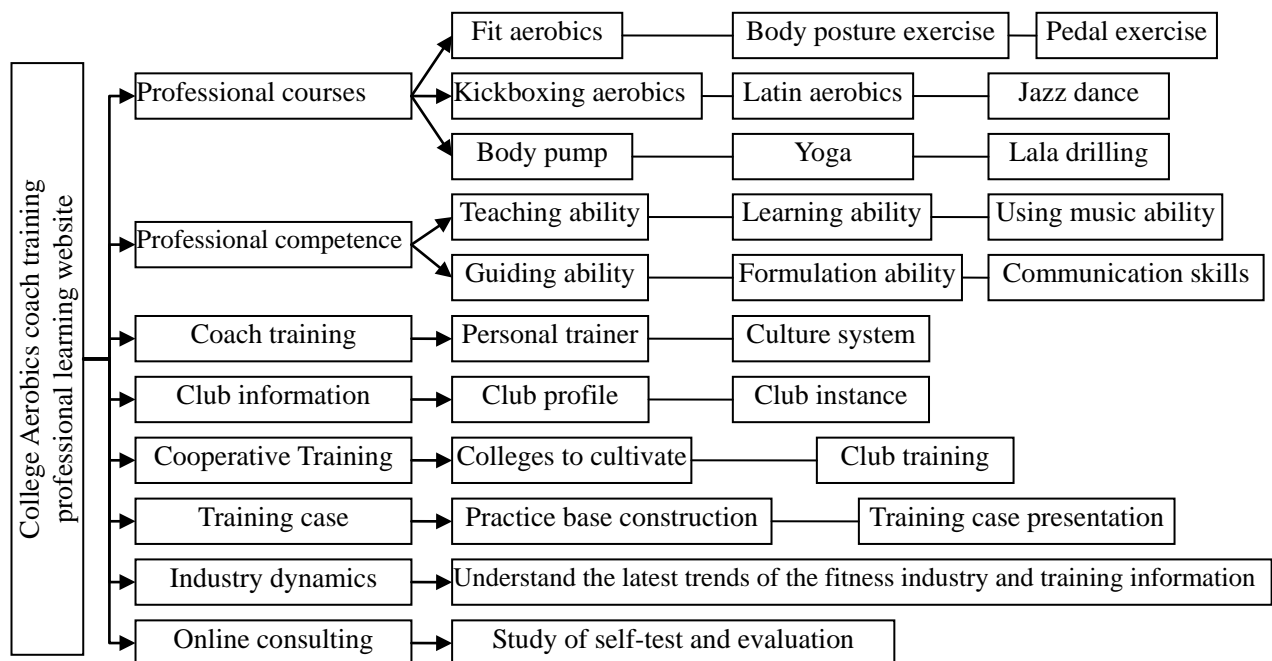 College Aerobics coach training
professional learning website
Professional courses
Fit aerobics
Body posture exercise
Pedal exercise
Kickboxing aerobics
Latin aerobics
Jazz dance
Body pump
Yoga
Lala drilling
Professional competence
Teaching ability
Learning ability
Using music ability
Guiding ability
Formulation ability
Communication skills
Coach training
Personal trainer
Culture system
Club information
Club profile
Club instance
Cooperative Training
Colleges to cultivate
Club training
Training case
Practice base construction
Training case presentation
Industry dynamics
Understand the latest trends of the fitness industry and training information
Online consulting
Study of self-test and evaluation